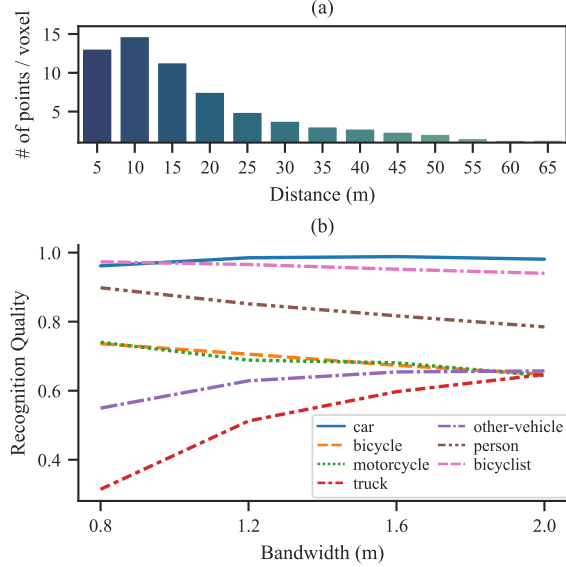 (a)
# of points / voxel
15
10
5
5 10 15 20 25 30 35 40 45 50 55 60 65
Distance (m)
(b)
Recognition Quality
1.0
0.8
0.6
0.4
car
bicycle
motorcycle
truck
other-vehicle
person
bicyclist
0.8 1.2 1.6 2.0
Bandwidth (m)